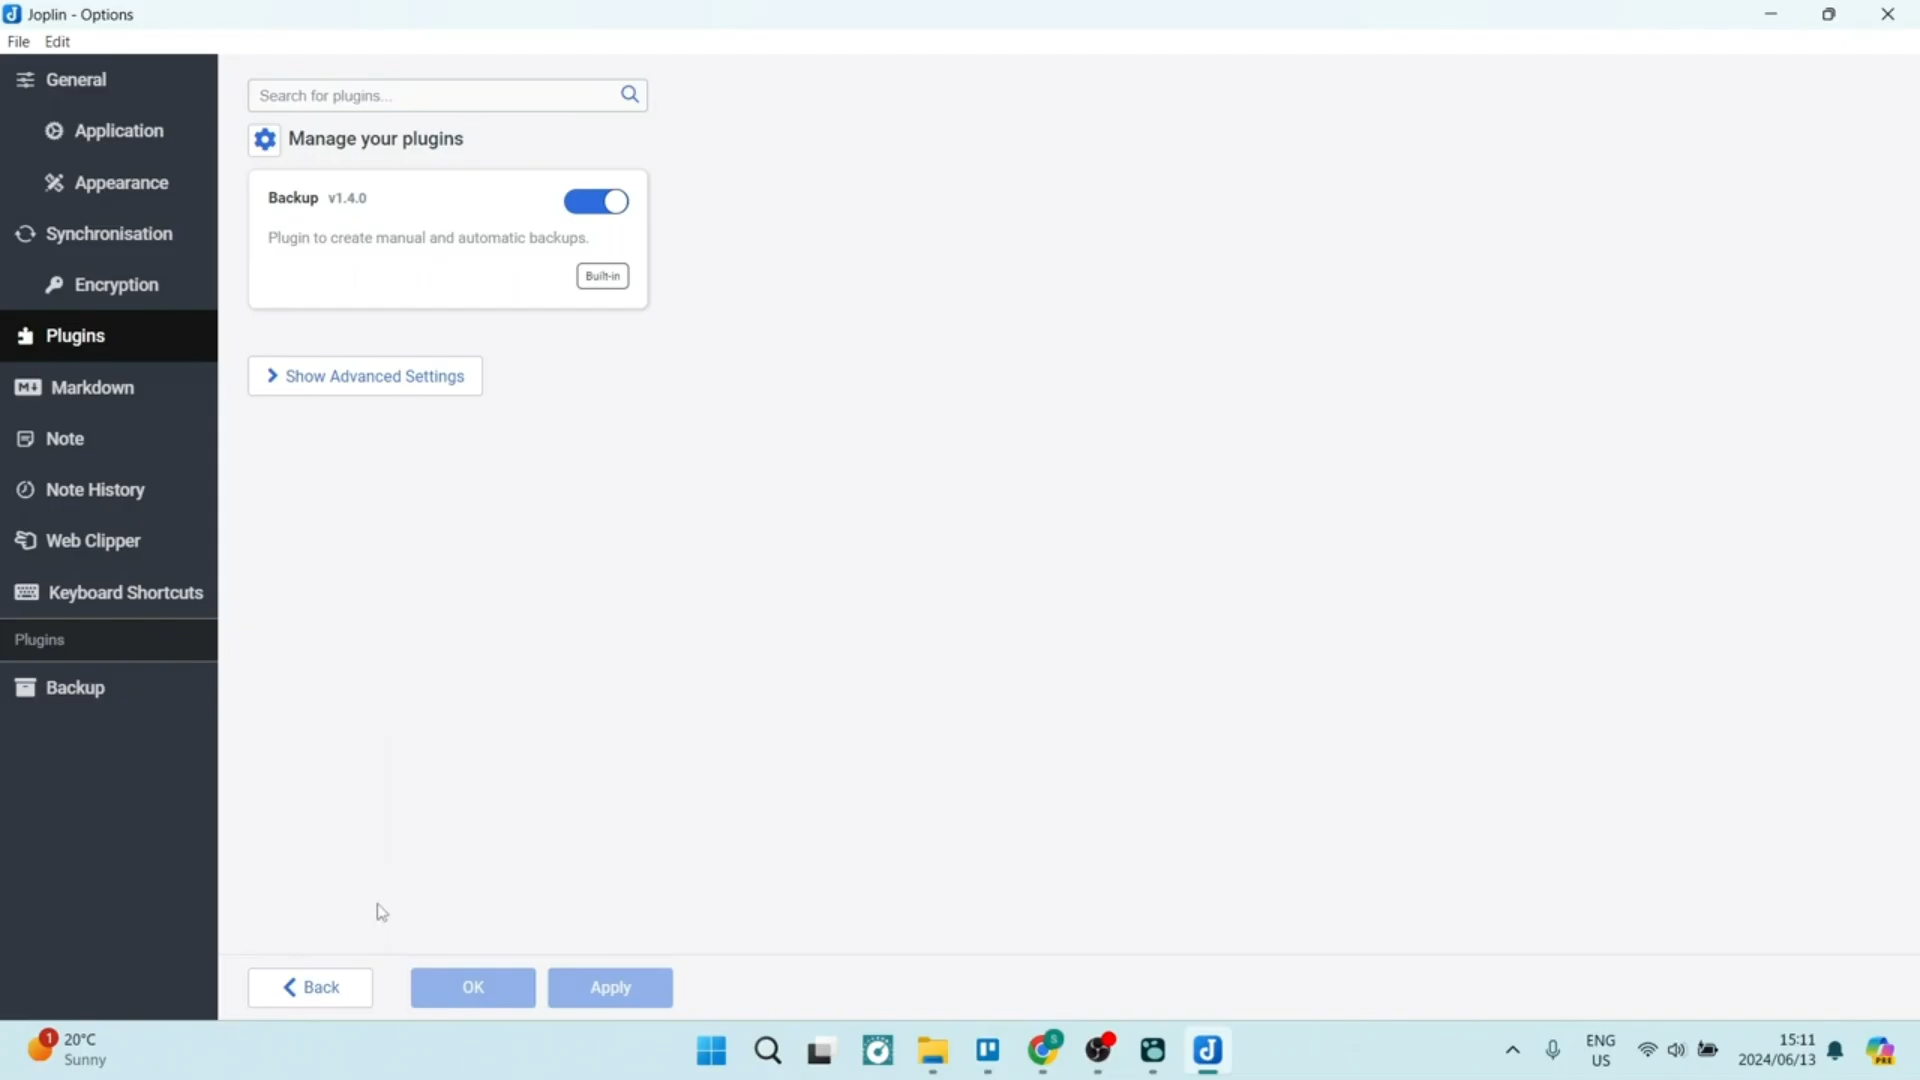 Joplin - Options
File Edit
General
Application
Appearance
Synchronisation
Encryption
Plugins
Markdown
Note
Note History
Web Clipper
Keyboard Shortcuts
Plugins
Backup
Search for plugins...
Manage your plugins
Backup v1.4.0
Plugin to create manual and automatic backups.
Built-in
Show Advanced Settings
Back OK Apply
1
20°C
Sunny
S
ENG
US
15:11
2024/06/13
PRE